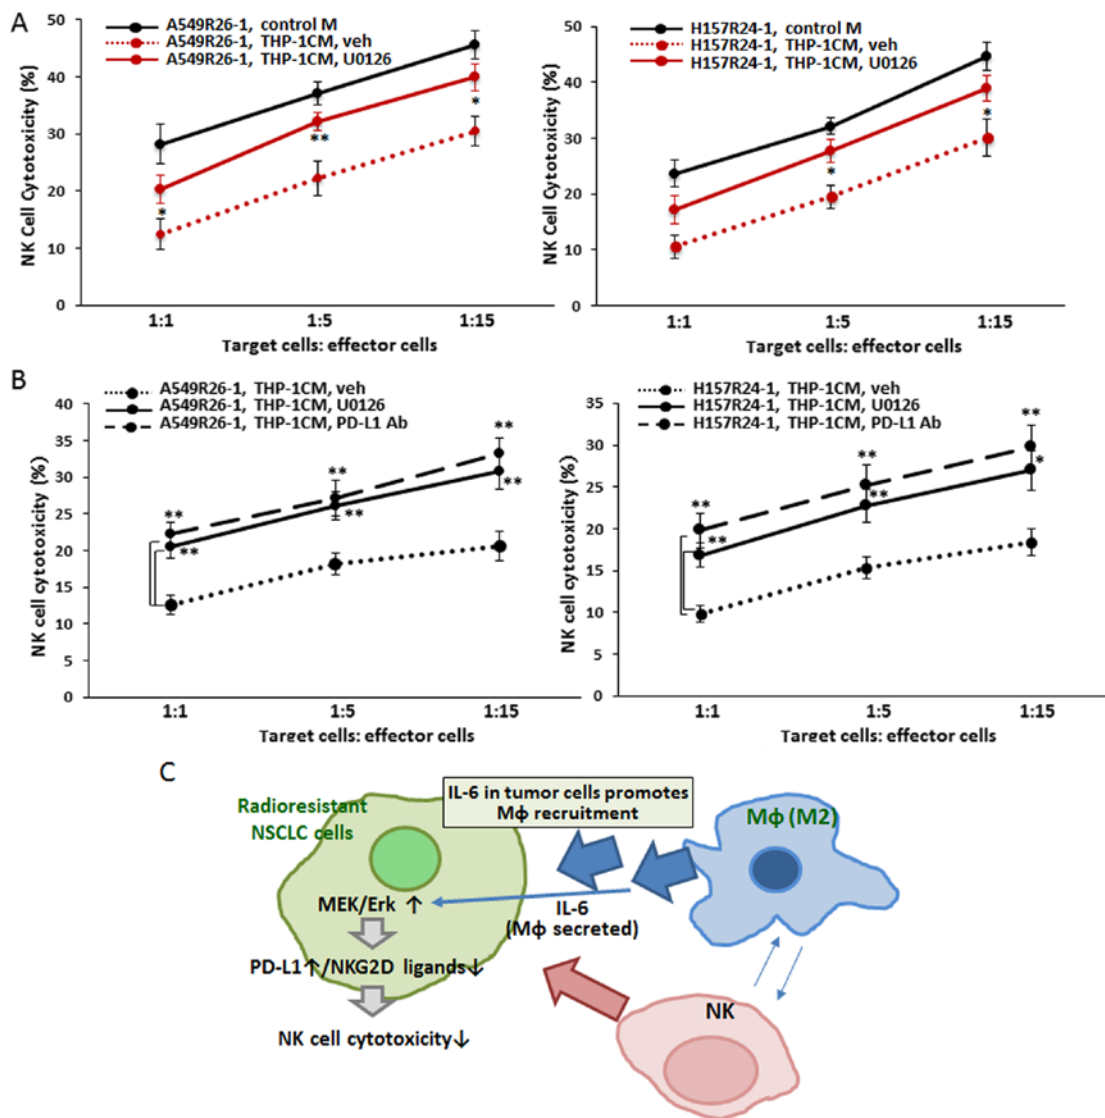 A
A549R26-1, control M
A549R26-1, THP-1CM, veh
A549R26-1, THP-1CM, U0126
NK Cell Cytotoxicity (%)
50
40
30
20
10
0
*
**
*
1:1 1:5 1:15
Target cells: effector cells
H157R24-1, control M
H157R24-1, THP-1CM, veh
H157R24-1, THP-1CM, U0126
NK Cell Cytotoxicity (%)
50
40
30
20
10
0
*
*
1:1 1:5 1:15
Target cells: effector cells
B
A549R26-1, THP-1CM, veh
A549R26-1, THP-1CM, U0126
A549R26-1, THP-1CM, PD-L1 Ab
NK cell cytotoxicity (%)
40
35
30
25
20
15
10
5
0
** ** **
** ** **
1:1 1:5 1:15
Target cells: effector cells
H157R24-1, THP-1CM, veh
H157R24-1, THP-1CM, U0126
H157R24-1, THP-1CM, PD-L1 Ab
NK cell cytotoxicity (%)
35
30
25
20
15
10
5
0
** ** **
** ** *
1:1 1:5 1:15
Target cells: effector cells
C
Radioresistant
NSCLC cells
IL-6 in tumor cells promotes
Mϕ recruitment
Mϕ (M2)
MEK/Erk ↑
IL-6
(Mϕ secreted)
PD-L1↑/NKG2D ligands↓
NK cell cytotoxicity↓
NK